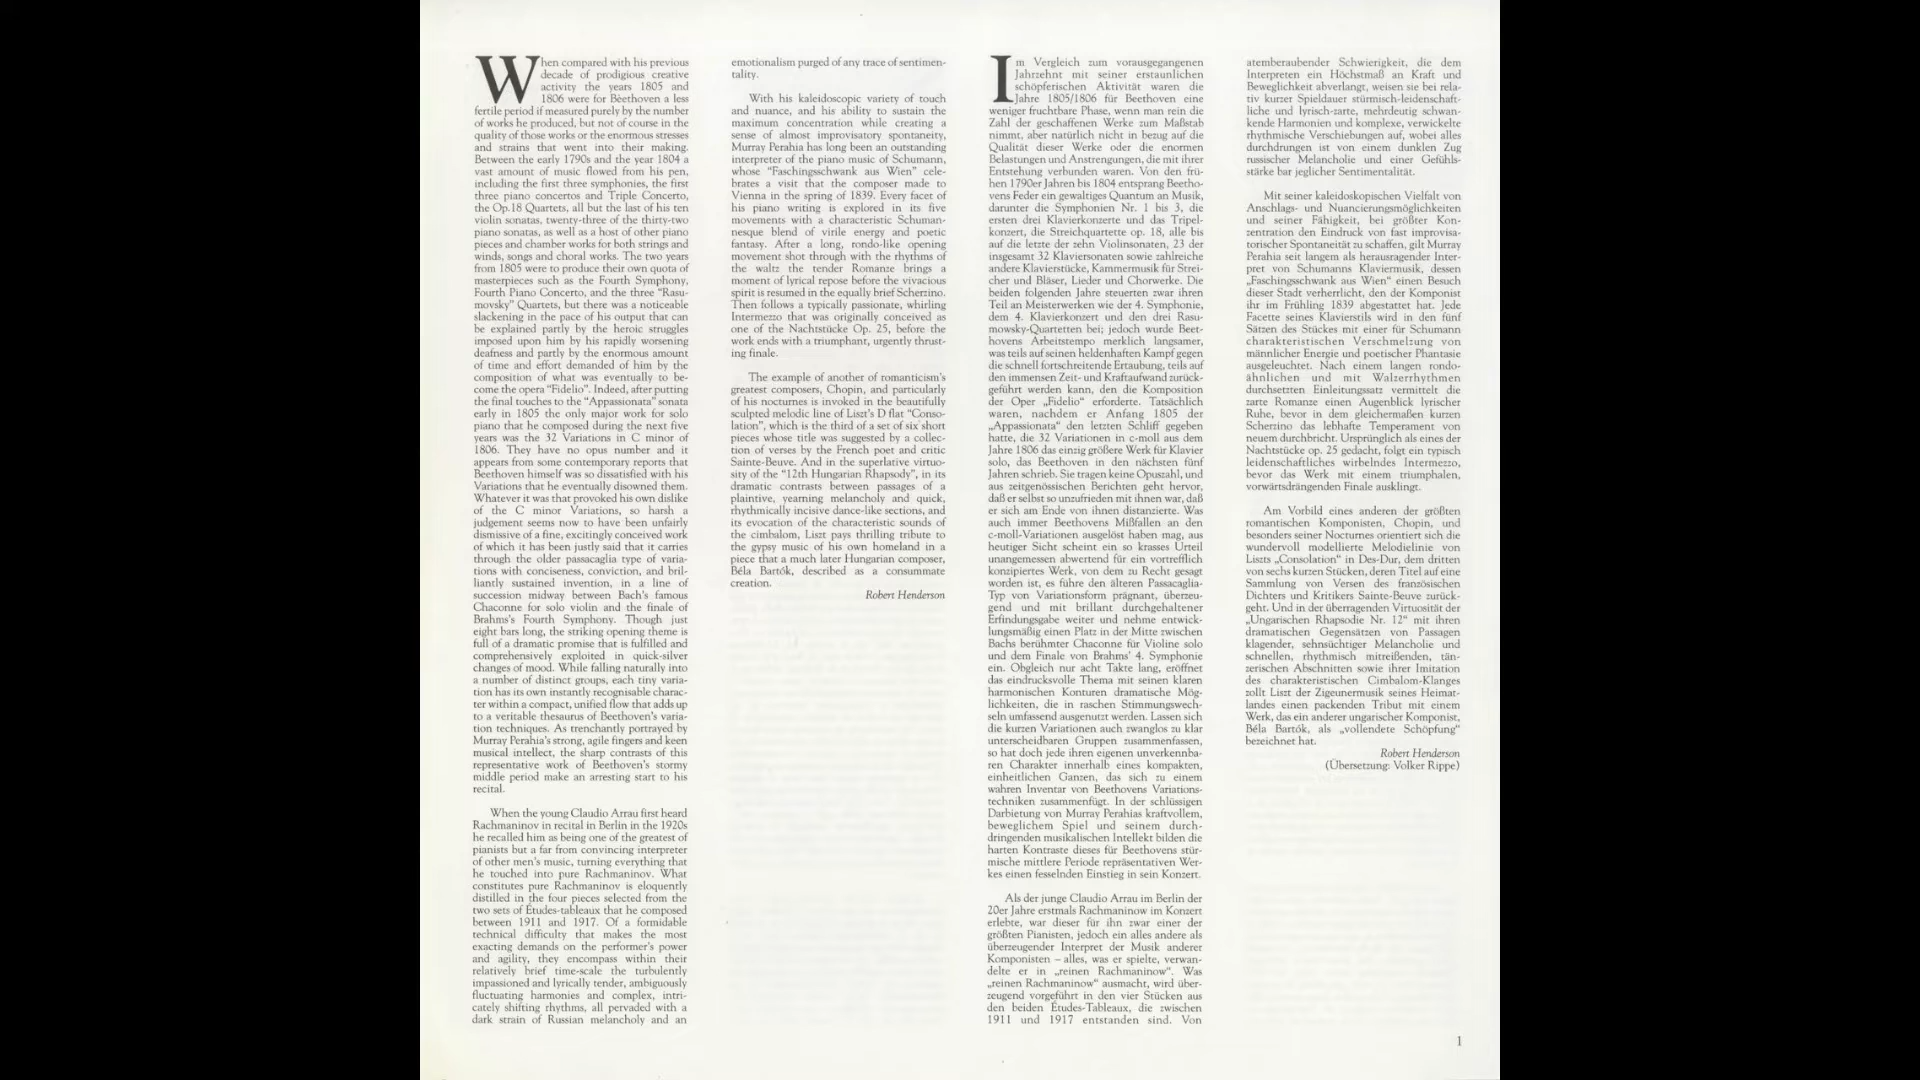 When compared with his previous
decade of prodigious creative
activity the years 1805 and
1806 were for Beethoven a less
fertile period if measured purely by the number
of works he produced, but not of course in the
quality of those works or the enormous stresses
and strains that went into their making.
Between the early 1790s and the year 1804 a
vast amount of music flowed from his pen,
including the first three symphonies, the first
three piano concertos and Triple Concerto,
the Op.18 Quartets, all but the last of his ten
violin sonatas, twenty-three of the thirty-two
piano sonatas, as well as a host of other piano
pieces and chamber works for both strings and
winds, songs and choral works. The two years
from 1805 were to produce their own quota of
masterpieces such as the Fourth Symphony,
Fourth Piano Concerto, and the three “Rasu-
movsky” Quartets, but there was a noticeable
slackening in the pace of his output that can
be explained partly by the heroic struggles
imposed upon him by his rapidly worsening
deafness and partly by the enormous amount
of time and effort demanded of him by the
composition of what was eventually to be-
come the opera “Fidelio”. Indeed, after putting
the final touches to the “Appassionata” sonata
early in 1805 the only major work for solo
piano that he composed during the next five
years was the 32 Variations in C minor of
1806. They have no opus number and it
appears from some contemporary reports that
Beethoven himself was so dissatisfied with his
Variations that he eventually disowned them.
Whatever it was that provoked his own dislike
of the C minor Variations, so harsh a
judgement seems now to have been unfairly
dismissive of a fine, excitingly conceived work
of which it has been justly said that it carries
through the older passacaglia type of varia-
tions with conciseness, conviction, and bril-
liantly sustained invention, in a line of
succession midway between Bach's famous
Chaconne for solo violin and the finale of
Brahms's Fourth Symphony. Though just
eight bars long, the striking opening theme is
full of a dramatic promise that is fulfilled and
comprehensively exploited in quick-silver
changes of mood. While falling naturally into
a number of distinct groups, each tiny varia-
tion has its own instantly recognisable charac-
ter within a compact, unified flow that adds up
to a veritable thesaurus of Beethoven's varia-
tion techniques. As trenchantly portrayed by
Murray Perahia's strong, agile fingers and keen
musical intellect, the sharp contrasts of this
representative work of Beethoven's stormy
middle period make an arresting start to his
recital.
When the young Claudio Arrau first heard
Rachmaninov in recital in Berlin in the 1920s
he recalled him as being one of the greatest of
pianists but a far from convincing interpreter
of other men's music, turning everything that
he touched into pure Rachmaninov. What
constitutes pure Rachmaninov is eloquently
distilled in the four pieces selected from the
two sets of Études-tableaux that he composed
between 1911 and 1917. Of a formidable
technical difficulty that makes the most
exacting demands on the performer's power
and agility, they encompass within their
relatively brief time-scale the turbulently
impassioned and lyrically tender, ambiguously
fluctuating harmonies and complex, intri-
cately shifting rhythms, all pervaded with a
dark strain of Russian melancholy and an
emotionalism purged of any trace of sentimen-
tality.
With his kaleidoscopic variety of touch
and nuance, and his ability to sustain the
maximum concentration while creating a
sense of almost improvisatory spontaneity,
Murray Perahia has long been an outstanding
interpreter of the piano music of Schumann,
whose “Faschingsschwank aus Wien” cele-
brates a visit that the composer made to
Vienna in the spring of 1839. Every facet of
his piano writing is explored in its five
movements with a characteristic Schuman-
nesque blend of virile energy and poetic
fantasy. After a long, rondo-like opening
movement shot through with the rhythms of
the waltz the tender Romanze brings a
moment of lyrical repose before the vivacious
spirit is resumed in the equally brief Scherzino.
Then follows a typically passionate, whirling
Intermezzo that was originally conceived as
one of the Nachtstücke Op. 25, before the
work ends with a triumphant, urgently thrust-
ing finale.
The example of another of romanticism's
greatest composers, Chopin, and particularly
of his nocturnes is invoked in the beautifully
sculpted melodic line of Liszt's D flat “Conso-
lation”, which is the third of a set of six short
pieces whose title was suggested by a collec-
tion of verses by the French poet and critic
Sainte-Beuve. And in the superlative virtuo-
sity of the “12th Hungarian Rhapsody”, in its
dramatic contrasts between passages of a
plaintive, yearning melancholy and quick,
rhythmically incisive dance-like sections, and
its evocation of the characteristic sounds of
the cimbalom, Liszt pays thrilling tribute to
the gypsy music of his own homeland in a
piece that a much later Hungarian composer,
Béla Bartók, described as a consummate
creation.
Robert Henderson
Im Vergleich zum vorausgegangenen
Jahrzehnt mit seiner erstaunlichen
schöpferischen Aktivität waren die
Jahre 1805/1806 für Beethoven eine
weniger fruchtbare Phase, wenn man rein die
Zahl der geschaffenen Werke zum Maßstab
nimmt, aber natürlich nicht in bezug auf die
Qualität dieser Werke oder die enormen
Belastungen und Anstrengungen, die mit ihrer
Entstehung verbunden waren. Von den frü-
hen 1790er Jahren bis 1804 entsprang Beetho-
vens Feder ein gewaltiges Quantum an Musik,
darunter die Symphonien Nr. 1 bis 3, die
ersten drei Klavierkonzerte und das Tripel-
konzert, die Streichquartette op. 18, alle bis
auf die letzte der zehn Violinsonaten, 23 der
insgesamt 32 Klaviersonaten sowie zahlreiche
andere Klavierstücke, Kammermusik für Strei-
cher und Bläser, Lieder und Chorwerke. Die
beiden folgenden Jahre steuerten zwar ihren
Teil an Meisterwerken wie der 4. Symphonie,
dem 4. Klavierkonzert und den drei Rasu-
mowsky-Quartetten bei; jedoch wurde Beet-
hovens Arbeitstempo merklich langsamer,
was teils auf seinen heldenhaften Kampf gegen
die schnell fortschreitende Ertaubung, teils auf
den immensen Zeit- und Kraftaufwand zurück-
geführt werden kann, den die Komposition
der Oper „Fidelio“ erforderte. Tatsächlich
waren, nachdem er Anfang 1805 der
„Appassionata“ den letzten Schliff gegeben
hatte, die 32 Variationen in c-moll aus dem
Jahre 1806 das einzig größere Werk für Klavier
solo, das Beethoven in den nächsten fünf
Jahren schrieb. Sie tragen keine Opuszahl, und
aus zeitgenössischen Berichten geht hervor,
daß er selbst so unzufrieden mit ihnen war, daß
er sich am Ende von ihnen distanzierte. Was
auch immer Beethovens Mißfallen an den
c-moll-Variationen ausgelöst haben mag, aus
heutiger Sicht scheint ein so krasses Urteil
unangemessen abwertend für ein vortrefflich
konzipiertes Werk, von dem zu Recht gesagt
worden ist, es führe den älteren Passacaglia-
Typ von Variationsform prägnant, überzeu-
gend und mit brillant durchgehaltener
Erfindungsgabe weiter und nehme entwick-
lungsmäßig einen Platz in der Mitte zwischen
Bachs berühmter Chaconne für Violine solo
und dem Finale von Brahms' 4. Symphonie
ein. Obgleich nur acht Takte lang, eröffnet
das eindrucksvolle Thema mit seinen klaren
harmonischen Konturen dramatische Mög-
lichkeiten, die in raschen Stimmungswech-
seln umfassend ausgenutzt werden. Lassen sich
die kurzen Variationen auch zwanglos zu klar
unterscheidbaren Gruppen zusammenfassen,
so hat doch jede ihren eigenen unverkennba-
ren Charakter innerhalb eines kompakten,
einheitlichen Ganzen, das sich zu einem
wahren Inventar von Beethovens Variations-
techniken zusammenfügt. In der schlüssigen
Darbietung von Murray Perahias kraftvollem,
beweglichem Spiel und seinem durch-
dringenden musikalischen Intellekt bilden die
harten Kontraste dieses für Beethovens stür-
mische mittlere Periode repräsentativen Wer-
kes einen fesselnden Einstieg in sein Konzert.
Als der junge Claudio Arrau im Berlin der
20er Jahre erstmals Rachmaninow im Konzert
erlebte, war dieser für ihn zwar einer der
größten Pianisten, jedoch ein alles andere als
überzeugender Interpret der Musik anderer
Komponisten – alles, was er spielte, verwan-
delte er in „reinen Rachmaninow“. Was
„reinen Rachmaninow“ ausmacht, wird über-
zeugend vorgeführt in den vier Stücken aus
den beiden Études-Tableaux, die zwischen
1911 und 1917 entstanden sind. Von
atemberaubender Schwierigkeit, die dem
Interpreten ein Höchstmaß an Kraft und
Beweglichkeit abverlangt, weisen sie bei rela-
tiv kurzer Spieldauer stürmisch-leidenschaft-
liche und lyrisch-zarte, mehrdeutig schwan-
kende Harmonien und komplexe, verwickelte
rhythmische Verschiebungen auf, wobei alles
durchdrungen ist von einem dunklen Zug
russischer Melancholie und einer Gefühls-
stärke bar jeglicher Sentimentalität.
Mit seiner kaleidoskopischen Vielfalt von
Anschlags- und Nuancierungsmöglichkeiten
und seiner Fähigkeit, bei größter Kon-
zentration den Eindruck von fast improvisa-
torischer Spontaneität zu schaffen, gilt Murray
Perahia seit langem als herausragender Inter-
pret von Schumanns Klaviermusik, dessen
„Faschingsschwank aus Wien“ einen Besuch
dieser Stadt verherrlicht, den der Komponist
ihr im Frühling 1839 abgestattet hat. Jede
Facette seines Klavierstils wird in den fünf
Sätzen des Stückes mit einer für Schumann
charakteristischen Verschmelzung von
männlicher Energie und poetischer Phantasie
ausgeleuchtet. Nach einem langen rondo-
ähnlichen und mit Walzerrhythmen
durchsetzten Einleitungssatz vermittelt die
zarte Romanze einen Augenblick lyrischer
Ruhe, bevor in dem gleichermaßen kurzen
Scherzino das lebhafte Temperament von
neuem durchbricht. Ursprünglich als eines der
Nachtstücke op. 25 gedacht, folgt ein typisch
leidenschaftliches wirbelndes Intermezzo,
bevor das Werk mit einem triumphalen,
vorwärtsdrängenden Finale ausklingt.
Am Vorbild eines anderen der größten
romantischen Komponisten, Chopin, und
besonders seiner Nocturnes orientiert sich die
wundervoll modellierte Melodielinie von
Liszts „Consolation“ in Des-Dur, dem dritten
von sechs kurzen Stücken, deren Titel auf eine
Sammlung von Versen des französischen
Dichters und Kritikers Sainte-Beuve zurück-
geht. Und in der überragenden Virtuosität der
„Ungarischen Rhapsodie Nr. 12“ mit ihren
dramatischen Gegensätzen von Passagen
klagender, sehnsüchtiger Melancholie und
schnellen, rhythmisch mitreißenden, tän-
zerischen Abschnitten sowie ihrer Imitation
des charakteristischen Cimbalom-Klanges
zollt Liszt der Zigeunermusik seines Heimat-
landes einen packenden Tribut mit einem
Werk, das ein anderer ungarischer Komponist,
Béla Bartók, als „vollendete Schöpfung“
bezeichnet hat.
Robert Henderson
(Übersetzung: Volker Rippe)
1